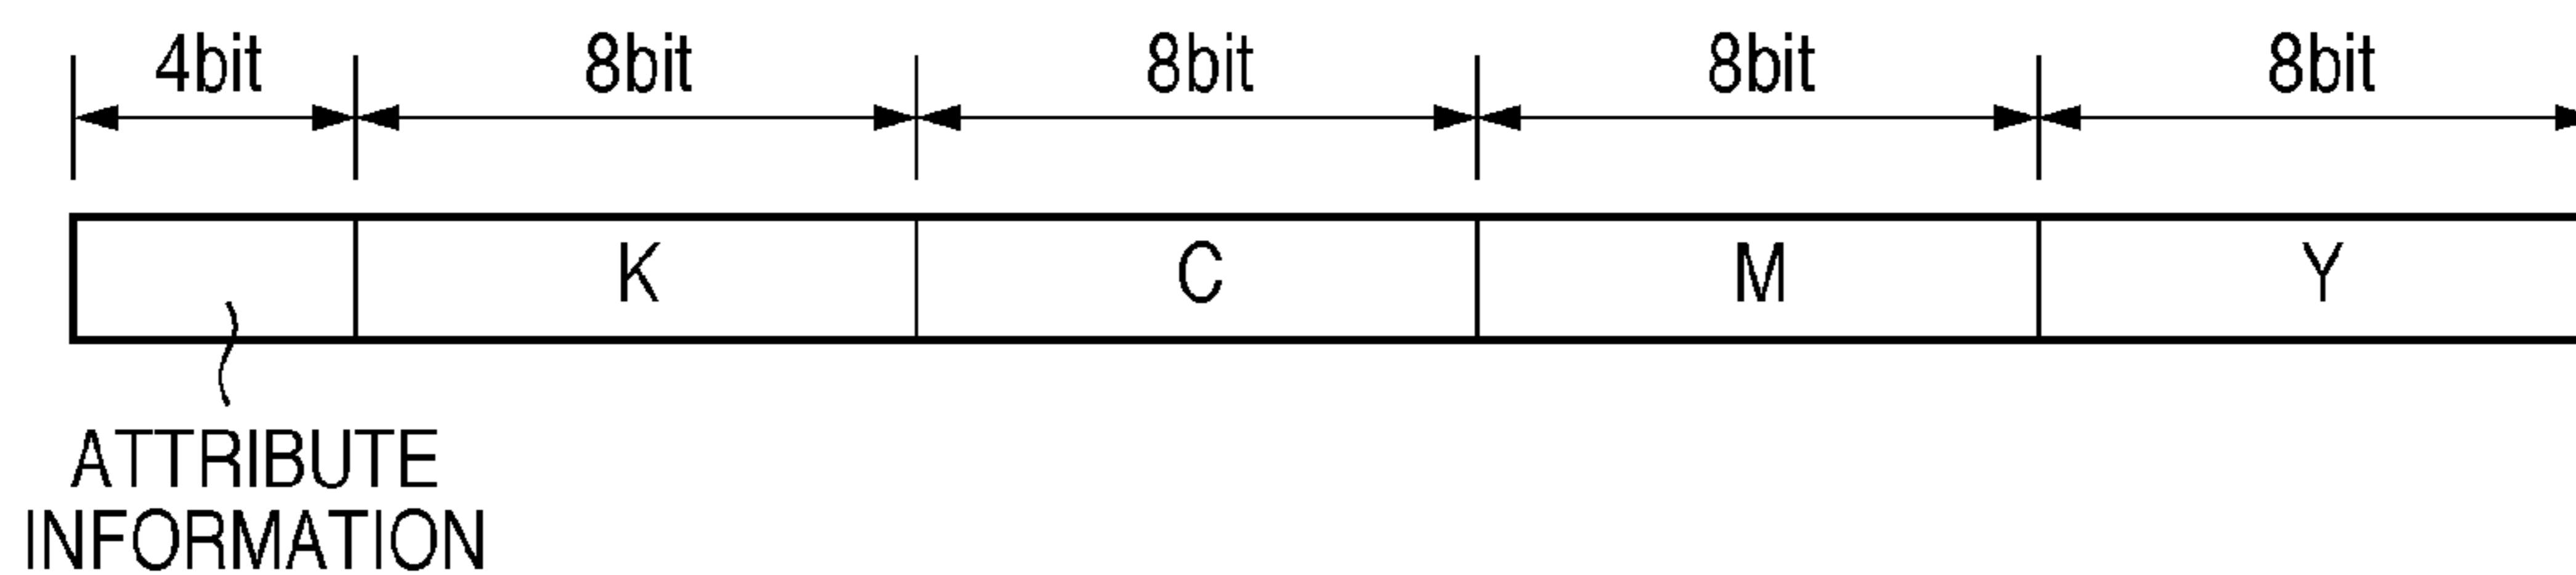 4bit 8bit 8bit 8bit 8bit
K C M Y
ATTRIBUTE
INFORMATION